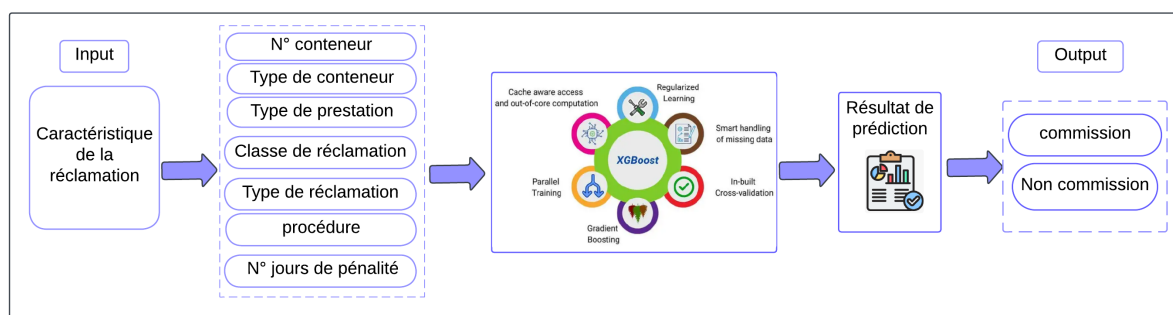 Input
Caractéristique
de la
réclamation
N° conteneur
Type de conteneur
Type de prestation
Classe de réclamation
Type de réclamation
procédure
N° jours de pénalité
Cache aware access
and out-of-core computation
Regularized
Learning
Smart handling
of missing data
XGBoost
Parallel
Training
In-built
Cross-validation
Gradient
Boosting
Résultat de
prédiction
Output
commission
Non commission